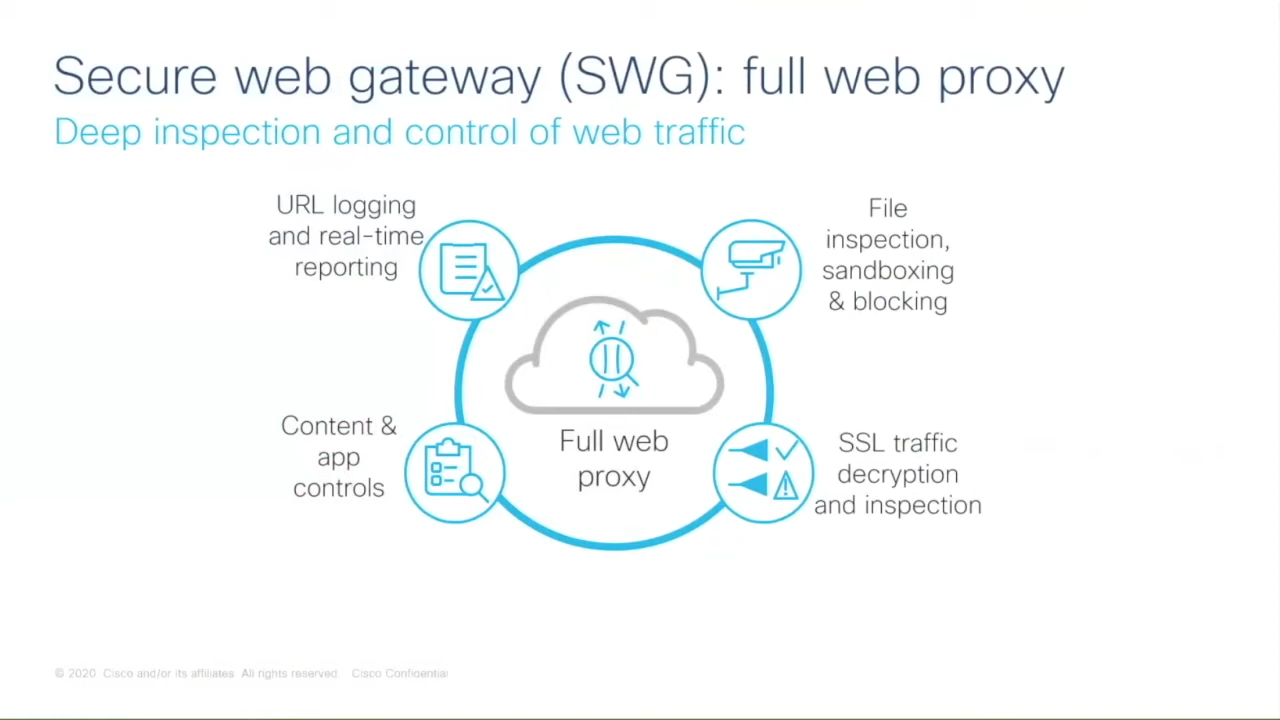 Secure web gateway (SWG): full web proxy
Deep inspection and control of web traffic
URL logging
and real-time
reporting
File
inspection,
sandboxing
& blocking
Content &
app
controls
Full web
proxy
SSL traffic
decryption
and inspection
© 2020 Cisco and/or its affiliates. All rights reserved. Cisco Confidential